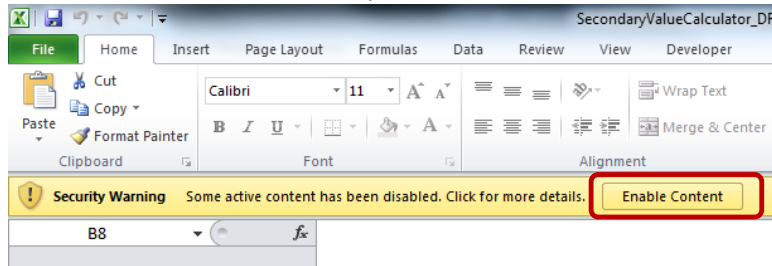 SecondaryValueCalculator_DF
File Home Insert Page Layout Formulas Data Review View Developer
Cut
Calibri 11 A A Wrap Text
Copy
Paste
Format Painter B I U A Merge & Center
Clipboard Font Alignment
Security Warning Some active content has been disabled. Click for more details. Enable Content
B8 fx